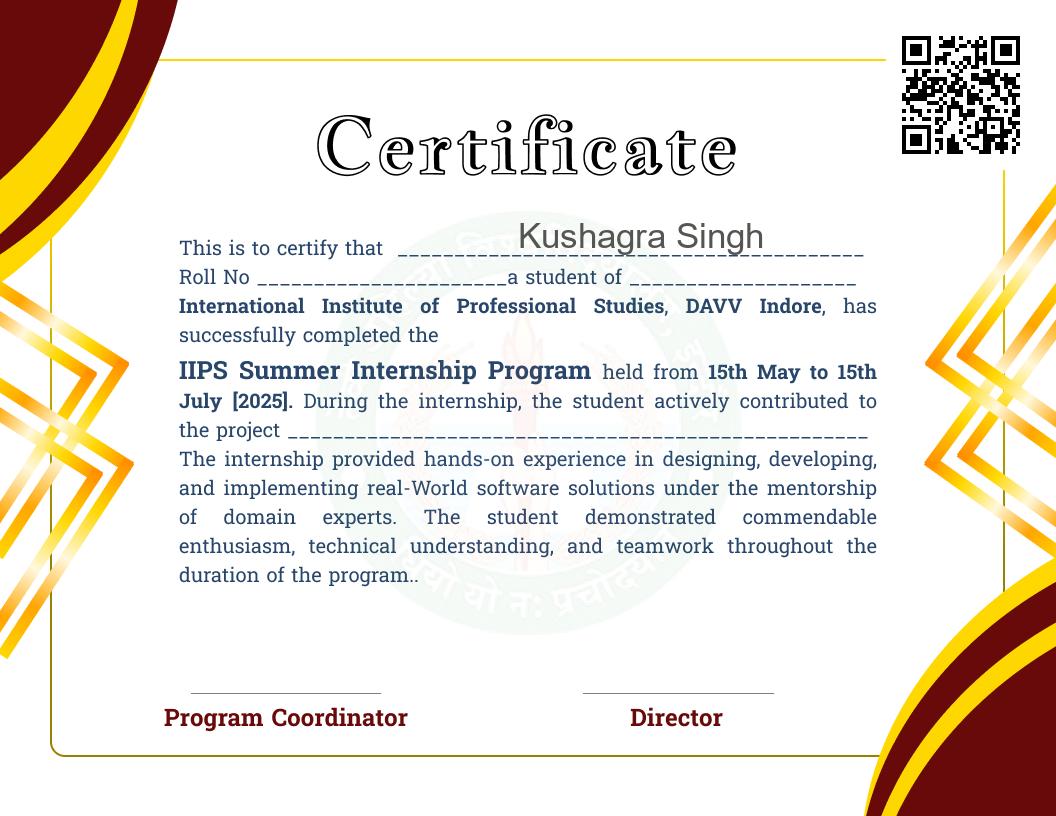 Certificate
Kushagra Singh
This is to certify that _________________________________________
Roll No ______________________a student of ____________________
International Institute of Professional Studies, DAVV Indore, has
successfully completed the
IIPS Summer Internship Program held from 15th May to 15th
July [2025]. During the internship, the student actively contributed to
the project ___________________________________________________
The internship provided hands-on experience in designing, developing,
and implementing real-World software solutions under the mentorship
of domain experts. The student demonstrated commendable
enthusiasm, technical understanding, and teamwork throughout the
duration of the program..
Program Coordinator
Director